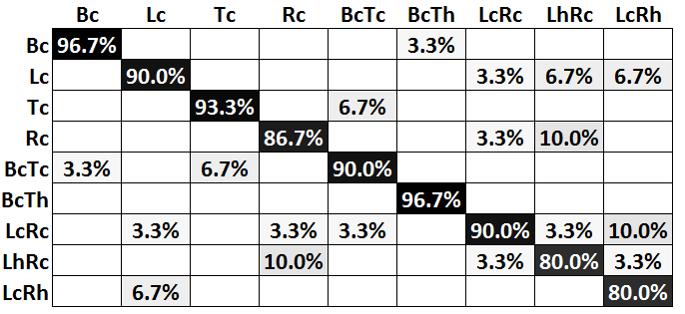 Bc Lc Tc Rc BcTc BcTh LcRc LhRc LcRh
Bc 96.7% 3.3%
Lc 90.0% 3.3% 6.7% 6.7%
Tc 93.3% 6.7%
Rc 86.7% 3.3% 10.0%
BcTc 3.3% 6.7% 90.0%
BcTh 96.7%
LcRc 3.3% 3.3% 3.3% 90.0% 3.3% 10.0%
LhRc 10.0% 3.3% 80.0% 3.3%
LcRh 6.7% 80.0%